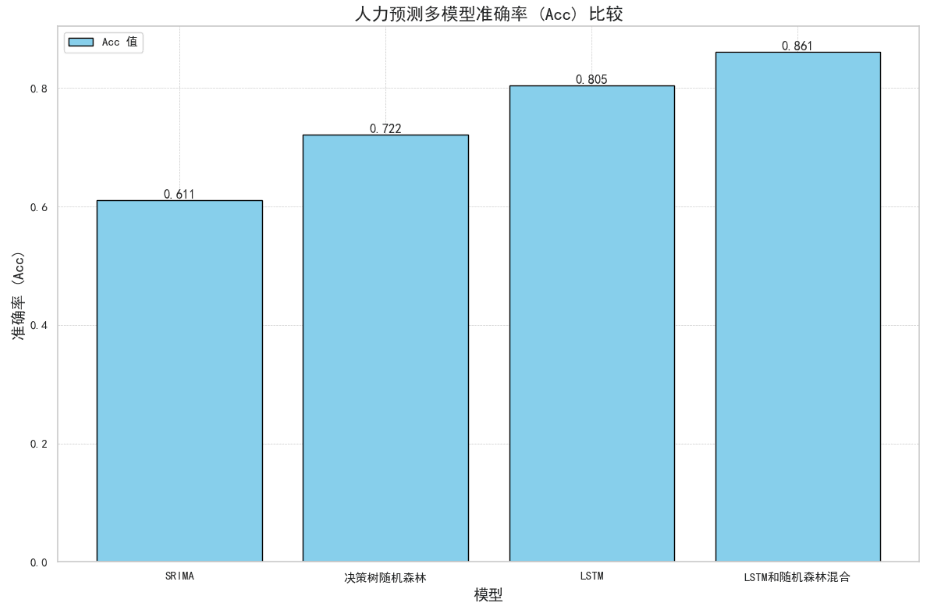 人力预测多模型准确率 (Acc) 比较
Acc 值
0.611
0.722
0.805
0.861
准确率 (Acc)
0.8
0.6
0.4
0.2
0.0
SRIMA
决策树随机森林
LSTM
LSTM和随机森林混合
模型